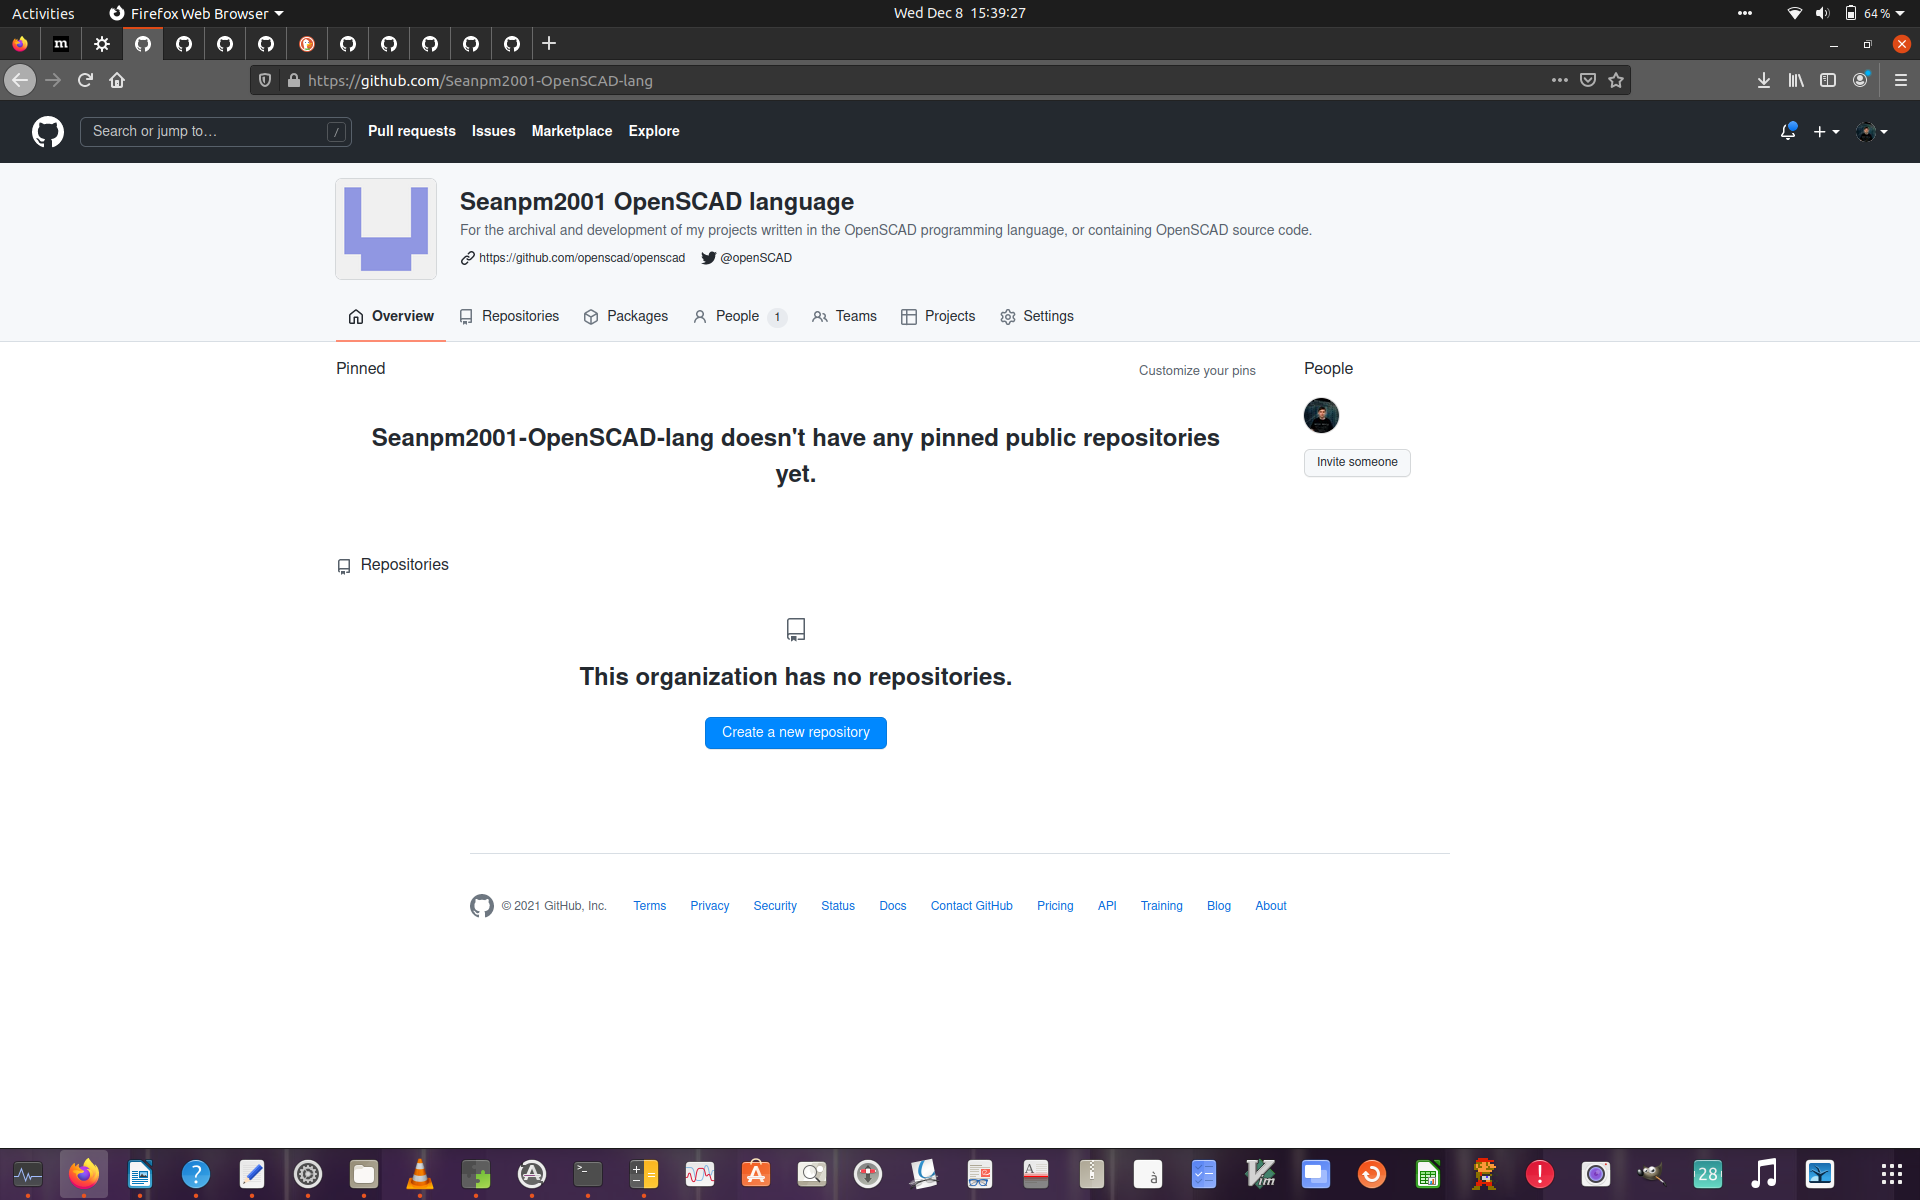 Activities
Firefox Web Browser
Wed Dec 8 15:39:27
64 %
m
https://github.com/Seanpm2001-OpenSCAD-lang
Search or jump to…
/
Pull requests
Issues
Marketplace
Explore
Seanpm2001 OpenSCAD language
For the archival and development of my projects written in the OpenSCAD programming language, or containing OpenSCAD source code.
https://github.com/openscad/openscad
@openSCAD
Overview
Repositories
Packages
People 1
Teams
Projects
Settings
Pinned
Customize your pins
People
Seanpm2001-OpenSCAD-lang doesn't have any pinned public repositories
yet.
Invite someone
Repositories
This organization has no repositories.
Create a new repository
© 2021 GitHub, Inc.
Terms
Privacy
Security
Status
Docs
Contact GitHub
Pricing
API
Training
Blog
About
28